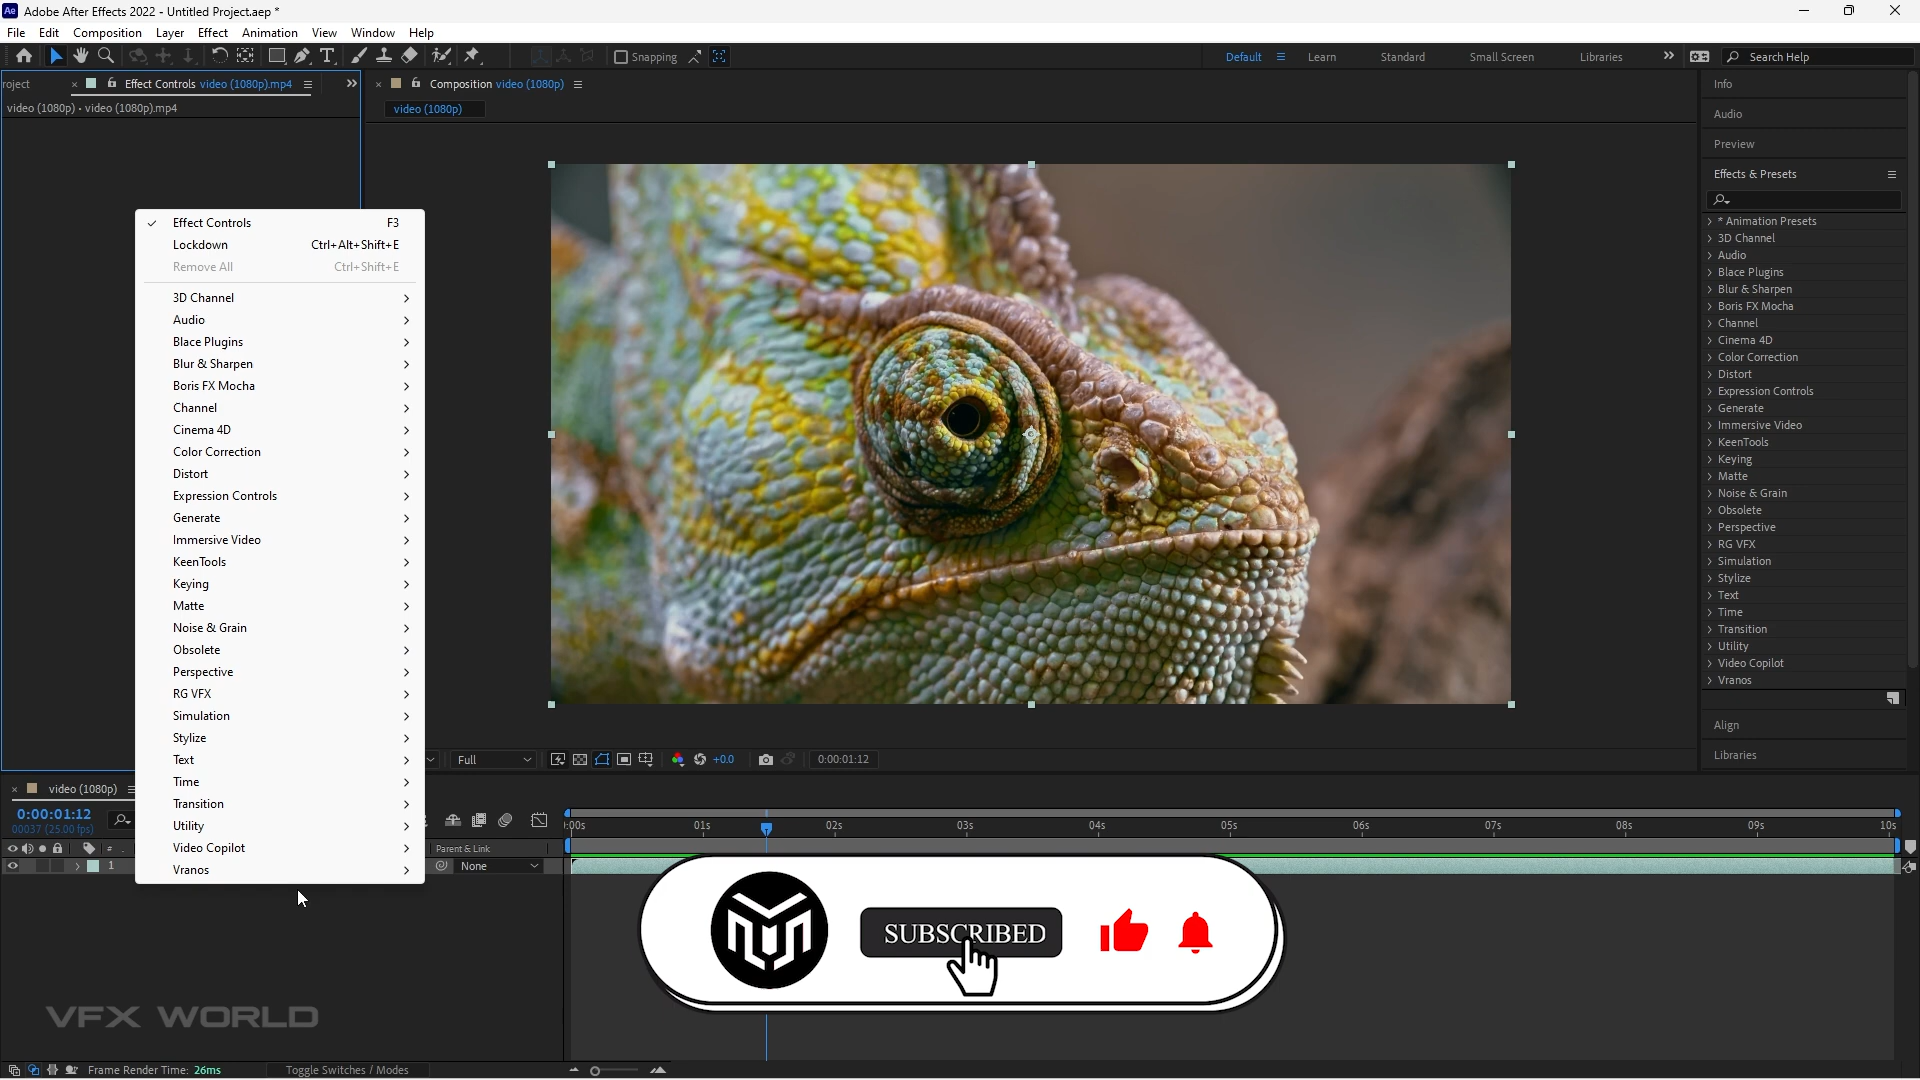 Adobe After Effects 2022 - Untitled Project.aep *
File Edit Composition Layer Effect Animation View Window Help
Snapping
Default Learn Standard Small Screen Libraries Search Help
roject Effect Controls video (1080p).mp4
video (1080p) • video (1080p).mp4
Composition video (1080p)
video (1080p)
Effect Controls F3
Lockdown Ctrl+Alt+Shift+E
Remove All Ctrl+Shift+E
3D Channel
Audio
Blace Plugins
Blur & Sharpen
Boris FX Mocha
Channel
Cinema 4D
Color Correction
Distort
Expression Controls
Generate
Immersive Video
KeenTools
Keying
Matte
Noise & Grain
Obsolete
Perspective
RG VFX
Simulation
Stylize
Text
Time
Transition
Utility
Video Copilot
Vranos
Info
Audio
Preview
Effects & Presets
* Animation Presets
3D Channel
Audio
Blace Plugins
Blur & Sharpen
Boris FX Mocha
Channel
Cinema 4D
Color Correction
Distort
Expression Controls
Generate
Immersive Video
KeenTools
Keying
Matte
Noise & Grain
Obsolete
Perspective
RG VFX
Simulation
Stylize
Text
Time
Transition
Utility
Video Copilot
Vranos
Align
Libraries
Full +0.0 0:00:01:12
video (1080p)
0:00:01:12
00037 (25.00 fps)
:00s 01s 02s 03s 04s 05s 06s 07s 08s 09s 10s
# Parent & Link
1 None
SUBSCRIBED
VFX WORLD
Frame Render Time: 26ms Toggle Switches / Modes